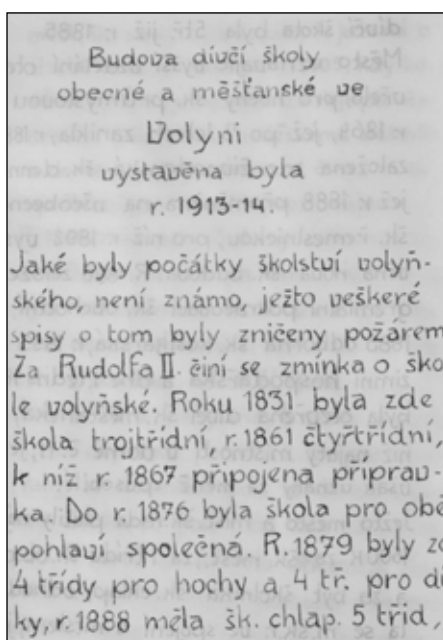 Budova dívčí školy
obecné a měšťanské ve
Volyni
vystavěna byla
r. 1913-14.
Jaké byly počátky školství volyň-
ského, není známo, ježto veškeré
spisy o tom byly zničeny požárem
Za Rudolfa II. čini se zmínka o ško
le volyňské. Roku 1831 byla zde
škola trojtřídní, r. 1861 čtyřtřídní,
k níž r. 1867 připojena příprav-
ka. Do r. 1876 byla škola pro obě
pohlaví společná. R. 1879 byly zd
4 třídy pro hochy a 4 tř. pro dí
ky, r. 1888 měla šk. chlap. 5 tříd,